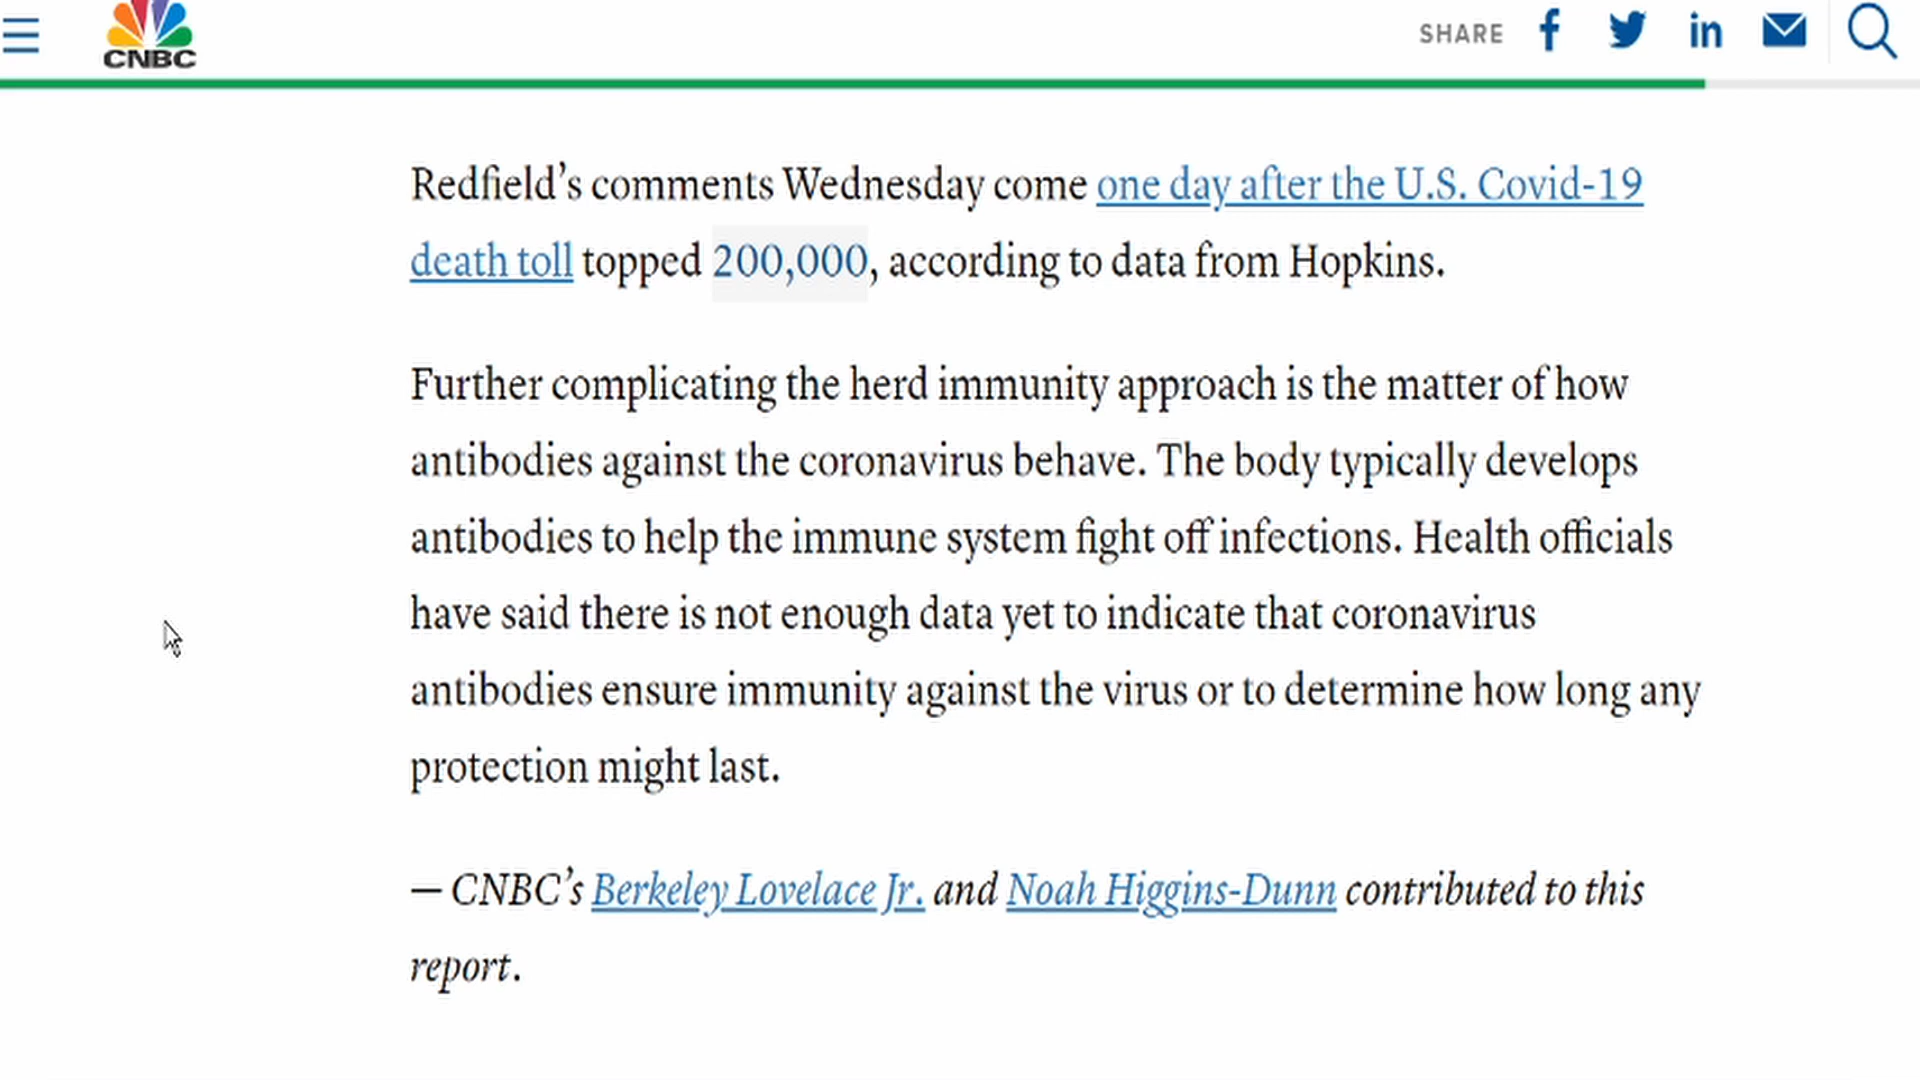 CNBC
SHARE
Redfield’s comments Wednesday come one day after the U.S. Covid-19
death toll topped 200,000, according to data from Hopkins.
Further complicating the herd immunity approach is the matter of how
antibodies against the coronavirus behave. The body typically develops
antibodies to help the immune system fight off infections. Health officials
have said there is not enough data yet to indicate that coronavirus
antibodies ensure immunity against the virus or to determine how long any
protection might last.
— CNBC’s Berkeley Lovelace Jr. and Noah Higgins-Dunn contributed to this
report.